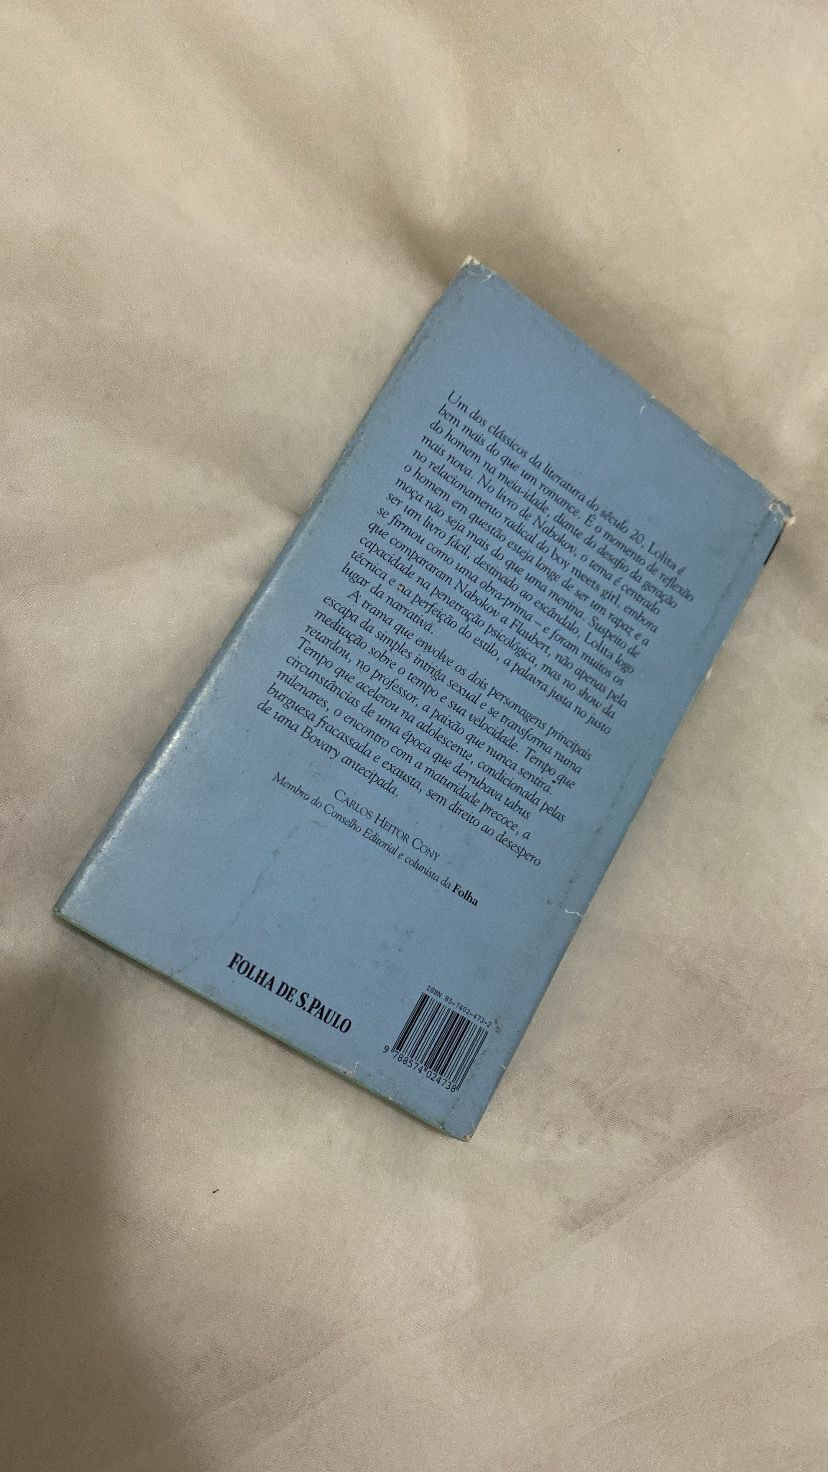 Um dos clássicos da literatura do século 20, Lolita é
bem mais do que um romance. É o momento de reflexão
do homem na meia-idade, diante do desafio da geração
mais nova. No livro de Nabokov, o tema é centrado
no relacionamento radical do boy meets girl, embora
o homem em questão esteja longe de ser um rapaz e a
moça não seja mais do que uma menina. Suspeito de
ser um livro fácil, destinado ao escândalo, Lolita logo
se firmou como uma obra-prima – e foram muitos os
que compararam Nabokov a Flaubert, não apenas pela
capacidade na penetração psicológica, mas no show da
técnica e na perfeição do estilo, a palavra justa no justo
lugar da narrativa.
A trama que envolve os dois personagens principais
escapa da simples intriga sexual e se transforma numa
meditação sobre o tempo e sua velocidade. Tempo que
retardou, no professor, a paixão que nunca sentira.
Tempo que acelerou na adolescente, condicionada pelas
circunstâncias de uma época que derrubava tabus
milenares, o encontro com a maturidade precoce, a
burguesa fracassada e exausta, sem direito ao desespero
de uma Bovary antecipada.
CARLOS HEITOR CONY
Membro do Conselho Editorial e colunista da Folha
FOLHA DE S.PAULO
ISBN 85-7402-473-2
9 788574 024738